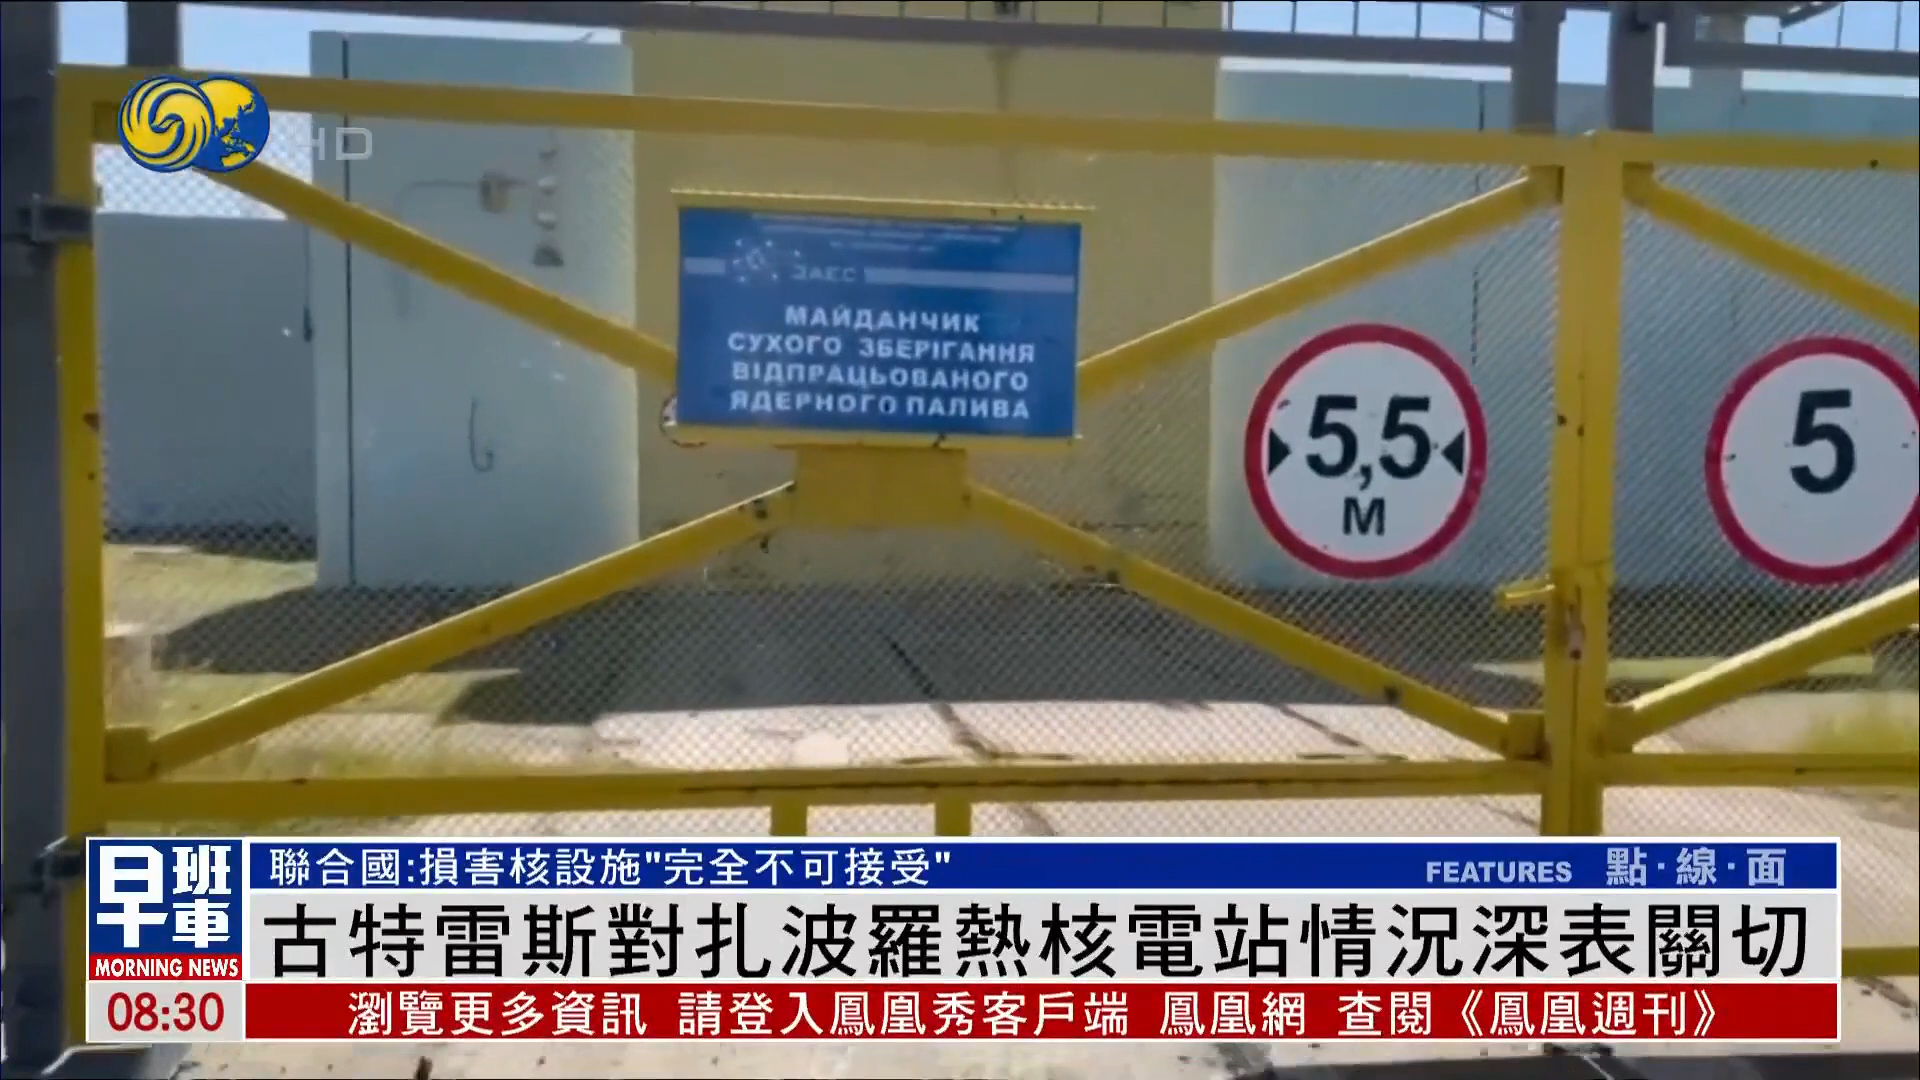 HD
ЗАЕС
МАЙДАНЧИК
СУХОГО ЗБЕРІГАННЯ
ВІДПРАЦЬОВАНОГО
ЯДЕРНОГО ПАЛИВА
5,5
М
5
早班車
MORNING NEWS
08:30
聯合國:損害核設施"完全不可接受"
FEATURES 點·線·面
古特雷斯對扎波羅熱核電站情況深表關切
瀏覽更多資訊 請登入鳳凰秀客戶端 鳳凰網 查閱《鳳凰週刊》